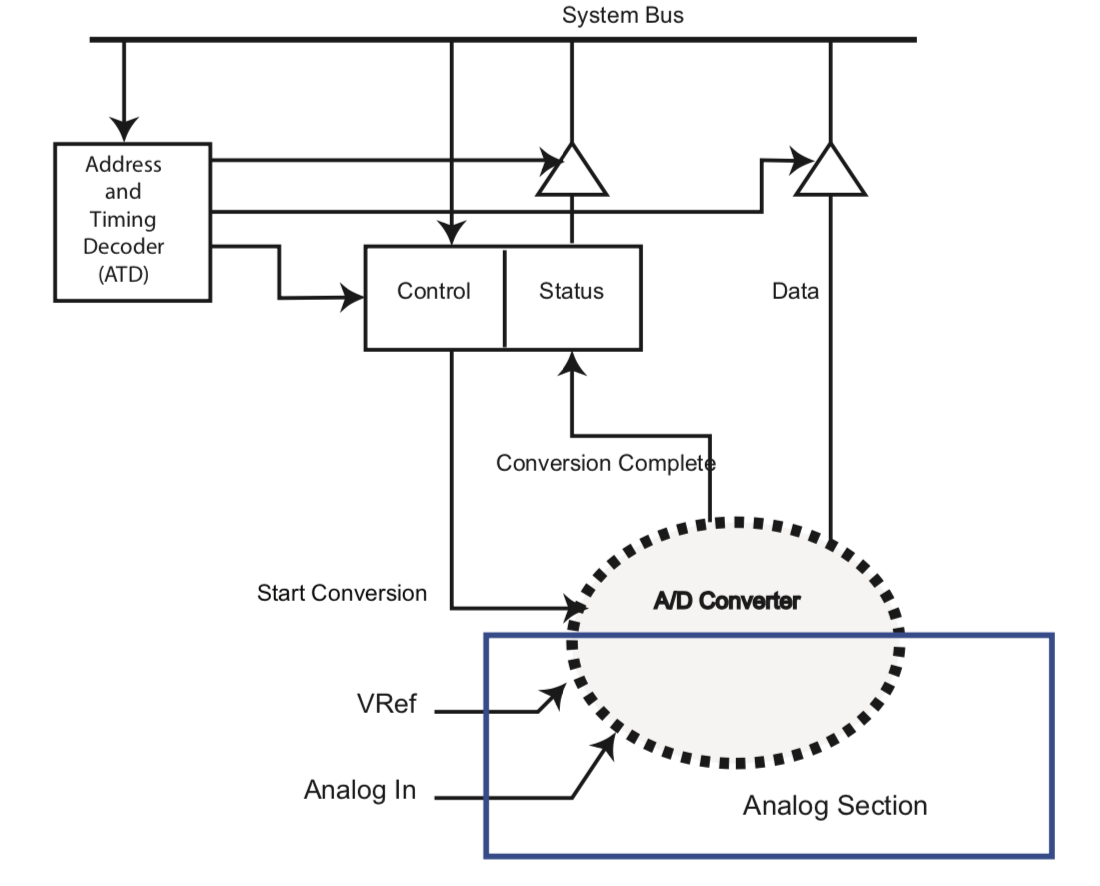 System Bus
Address
and
Timing
Decoder
(ATD)
Control
Status
Data
Conversion Complete
Start Conversion
A/D Converter
VRef
Analog In
Analog Section